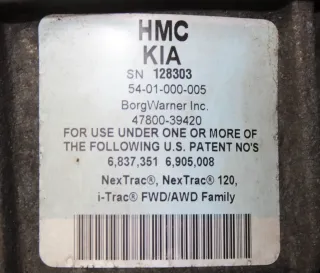 HMC
KIA
SN 128303
54-01-000-005
BorgWarner Inc.
47800-39420
FOR USE UNDER ONE OR MORE OF
THE FOLLOWING U.S. PATENT NO'S
6,837,351 6,905,008
NexTrac®, NexTrac® 120,
i-Trac® FWD/AWD Family